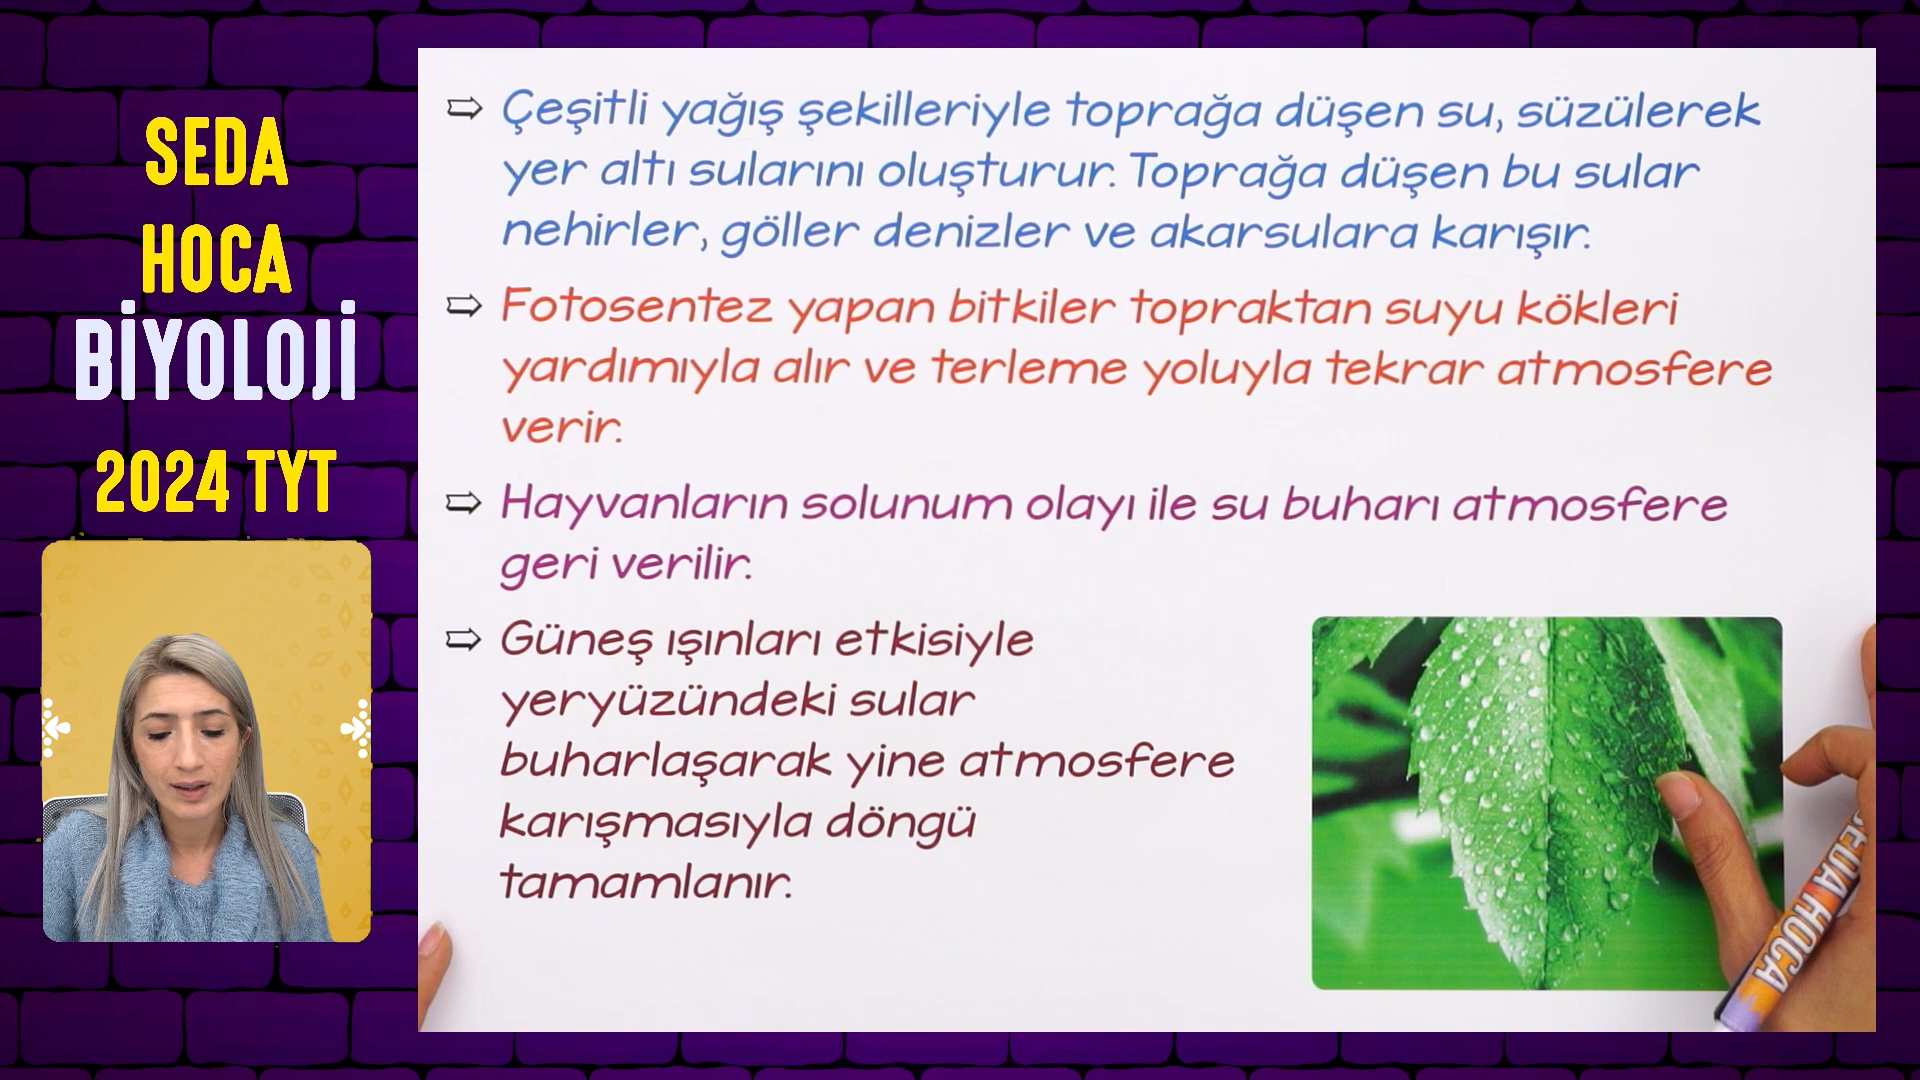 SEDA
HOCA
BİYOLOJİ
2024 TYT
⇨ Çeşitli yağış şekilleriyle toprağa düşen su, süzülerek
yer altı sularını oluşturur. Toprağa düşen bu sular
nehirler, göller denizler ve akarsulara karışır.
⇨ Fotosentez yapan bitkiler topraktan suyu kökleri
yardımıyla alır ve terleme yoluyla tekrar atmosfere
verir.
⇨ Hayvanların solunum olayı ile su buharı atmosfere
geri verilir.
⇨ Güneş ışınları etkisiyle
yeryüzündeki sular
buharlaşarak yine atmosfere
karışmasıyla döngü
tamamlanır.
SEDA HOCA